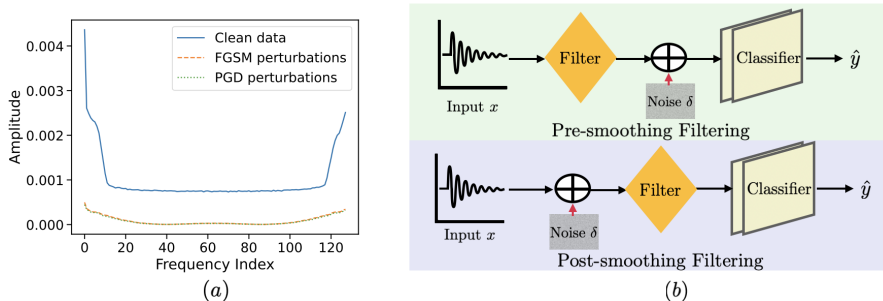 0.004
0.003
0.002
0.001
0.000
Amplitude
Clean data
FGSM perturbations
PGD perturbations
0 20 40 60 80 100 120
Frequency Index
(a)
Filter
Classifier
ŷ
Noise δ
Input x
Pre-smoothing Filtering
Filter
Classifier
ŷ
Noise δ
Input x
Post-smoothing Filtering
(b)